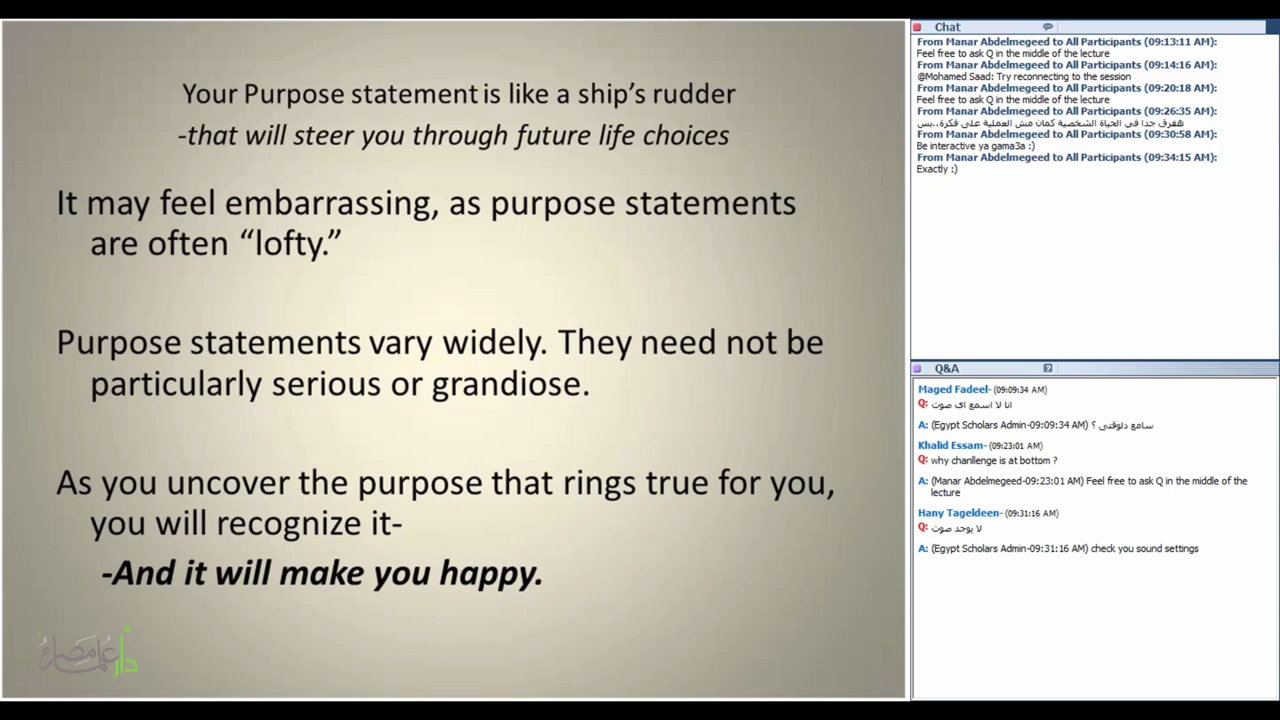 Your Purpose statement is like a ship’s rudder
-that will steer you through future life choices
It may feel embarrassing, as purpose statements
are often “lofty.”
Purpose statements vary widely. They need not be
particularly serious or grandiose.
As you uncover the purpose that rings true for you,
you will recognize it-
-And it will make you happy.
Chat
From Manar Abdelmegeed to All Participants (09:13:11 AM):
Feel free to ask Q in the middle of the lecture
From Manar Abdelmegeed to All Participants (09:14:16 AM):
@Mohamed Saad: Try reconnecting to the session
From Manar Abdelmegeed to All Participants (09:20:18 AM):
Feel free to ask Q in the middle of the lecture
From Manar Abdelmegeed to All Participants (09:26:35 AM):
هتفرق جدا فى الحياة الشخصية كمان مش العملية على فكرة..بس
From Manar Abdelmegeed to All Participants (09:30:58 AM):
Be interactive ya gama3a :)
From Manar Abdelmegeed to All Participants (09:34:15 AM):
Exactly :)
Q&A
Maged Fadeel- (09:09:34 AM)
Q: انا لا اسمع اى صوت
A: (Egypt Scholars Admin-09:09:34 AM) سامع دلوقتى ؟
Khalid Essam- (09:23:01 AM)
Q: why chanllenge is at bottom ?
A: (Manar Abdelmegeed-09:23:01 AM) Feel free to ask Q in the middle of the
lecture
Hany Tageldeen- (09:31:16 AM)
Q: لا يوجد صوت
A: (Egypt Scholars Admin-09:31:16 AM) check you sound settings